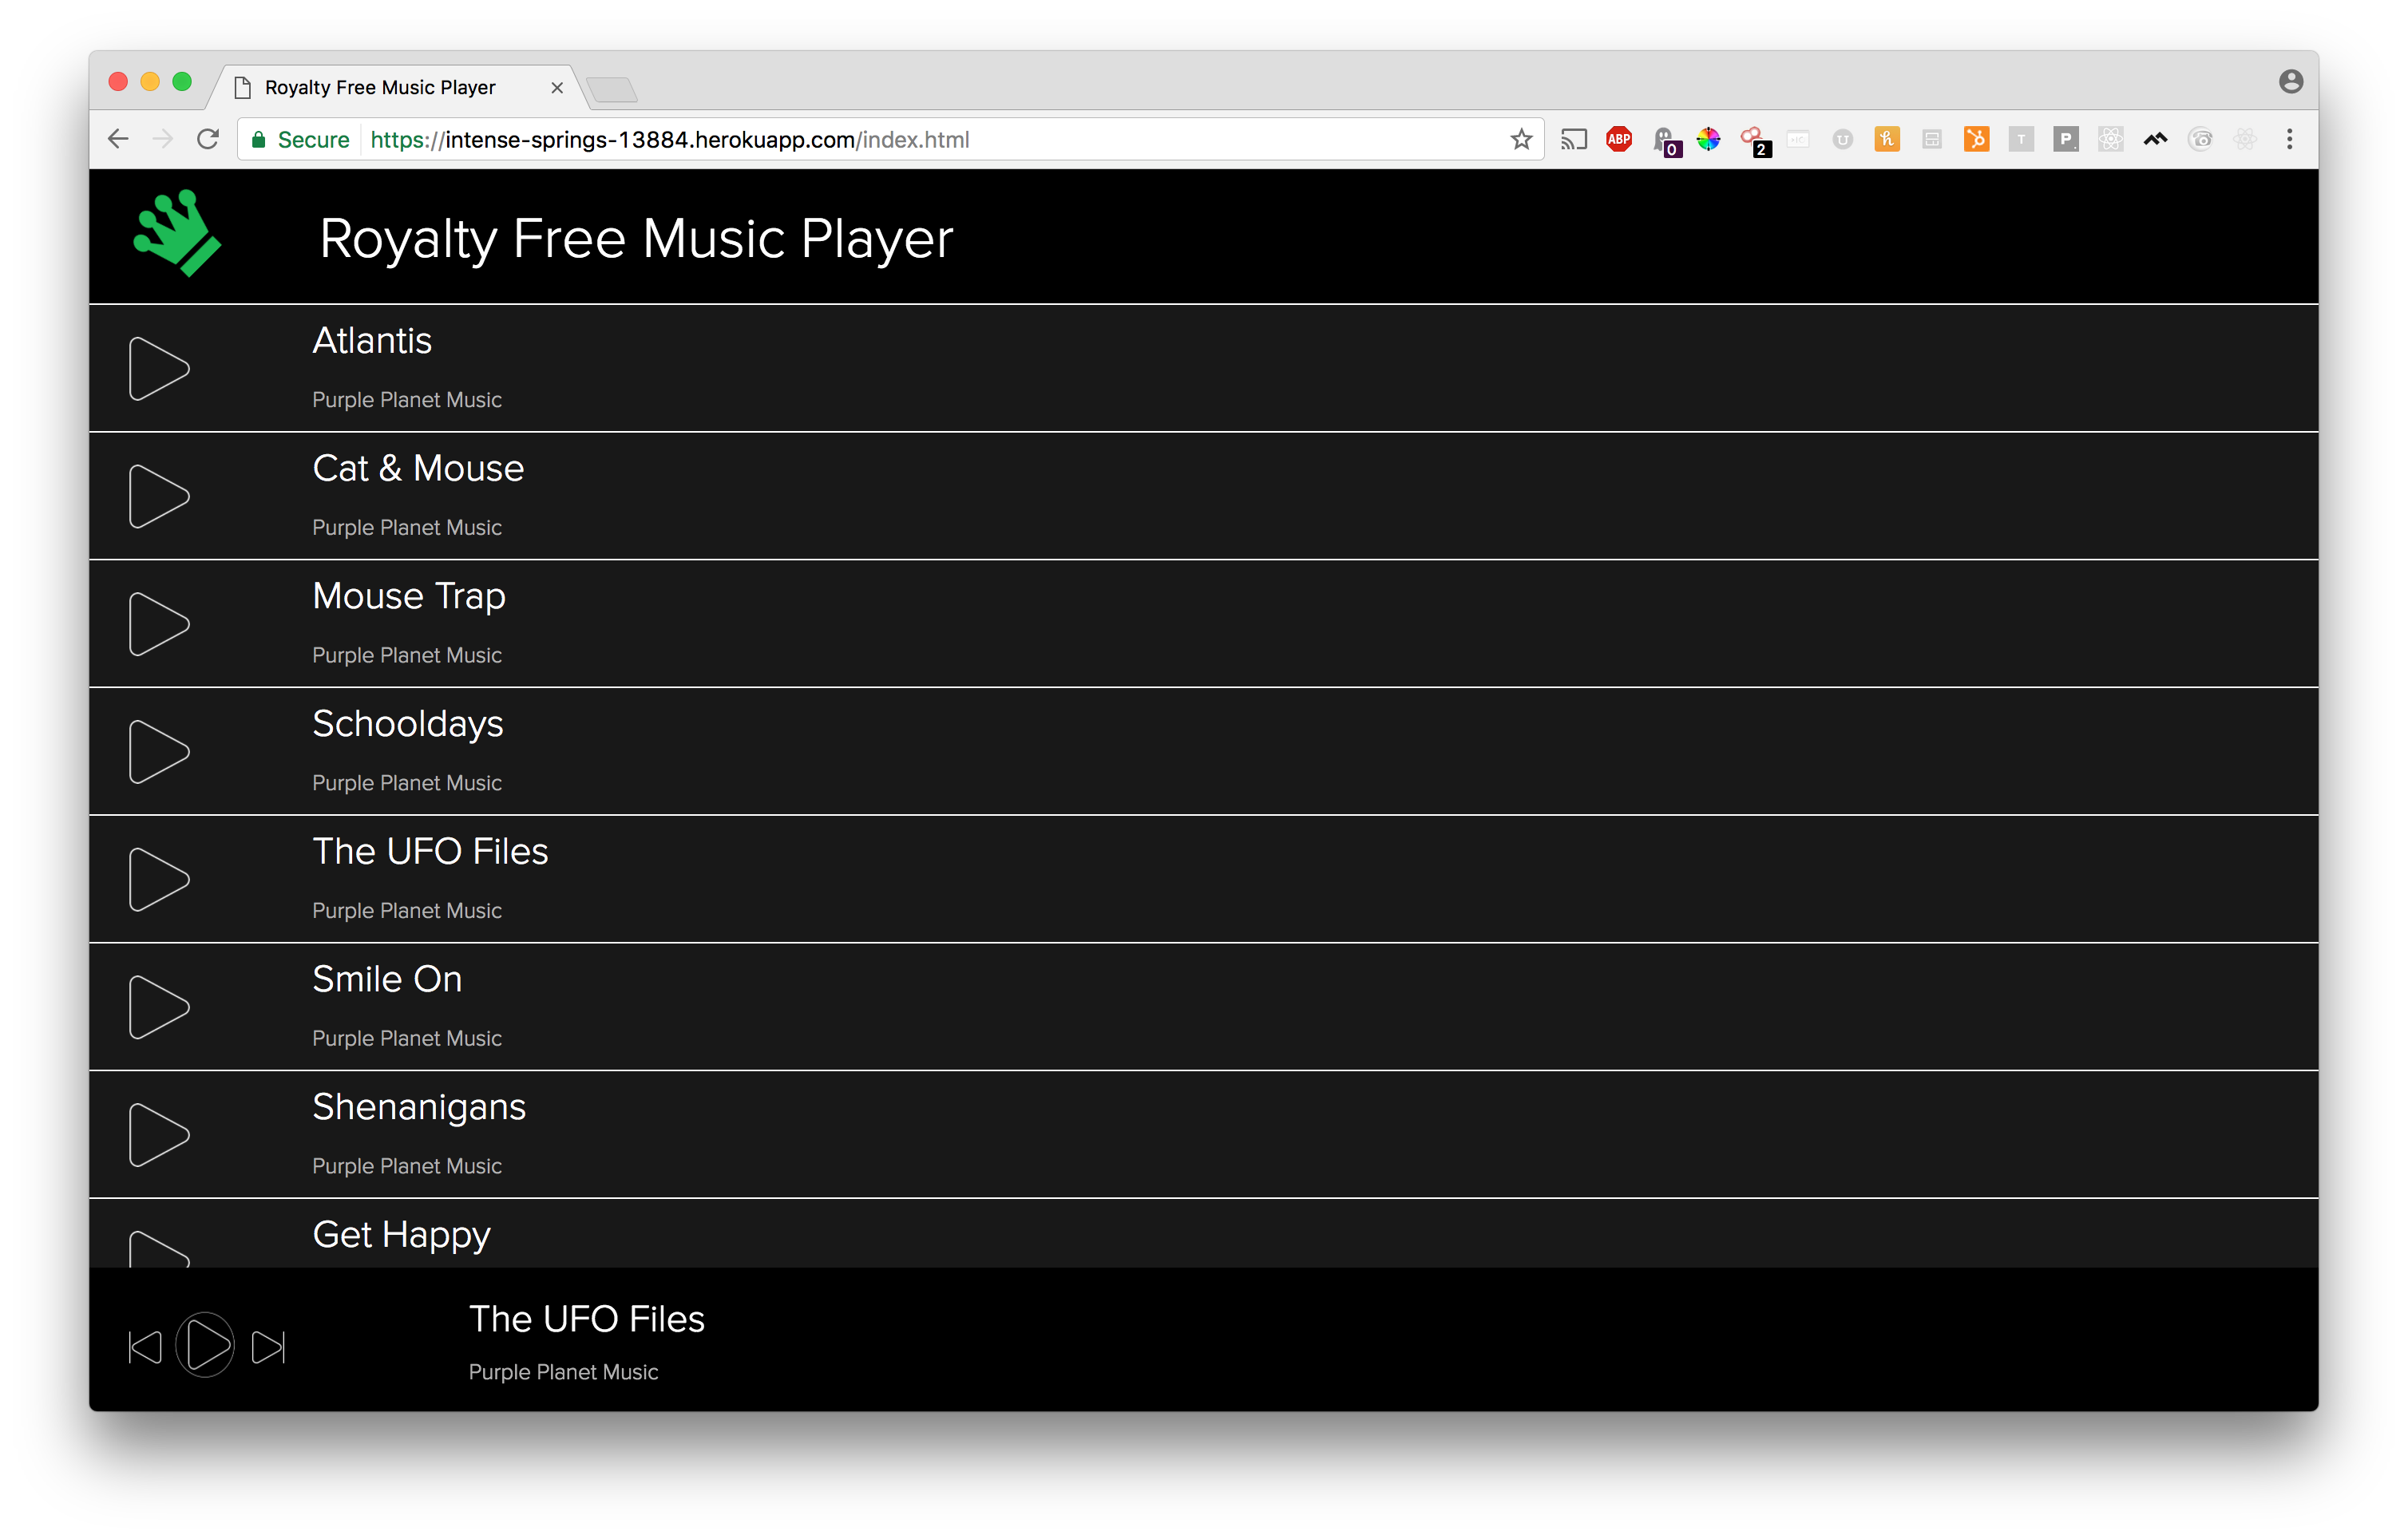 Royalty Free Music Player
Secure https://intense-springs-13884.herokuapp.com/index.html
ABP 0 2 U h T P.
Royalty Free Music Player
Atlantis
Purple Planet Music
Cat & Mouse
Purple Planet Music
Mouse Trap
Purple Planet Music
Schooldays
Purple Planet Music
The UFO Files
Purple Planet Music
Smile On
Purple Planet Music
Shenanigans
Purple Planet Music
Get Happy
The UFO Files
Purple Planet Music